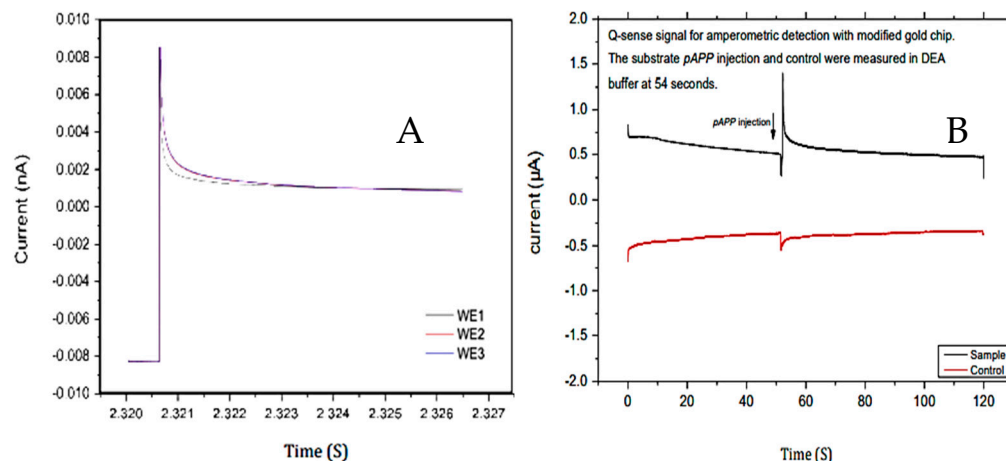 0.010
0.008
0.006
0.004
0.002
0.000
-0.002
-0.004
-0.006
-0.008
-0.010
Current (nA)
A
WE1
WE2
WE3
2.320 2.321 2.322 2.323 2.324 2.325 2.326 2.327
Time (S)
2.0
1.5
1.0
0.5
0.0
-0.5
-1.0
-1.5
-2.0
current (µA)
Q-sense signal for amperometric detection with modified gold chip.
The substrate pAPP injection and control were measured in DEA
buffer at 54 seconds.
pAPP injection
B
Sample
Control
0 20 40 60 80 100 120
Time (S)